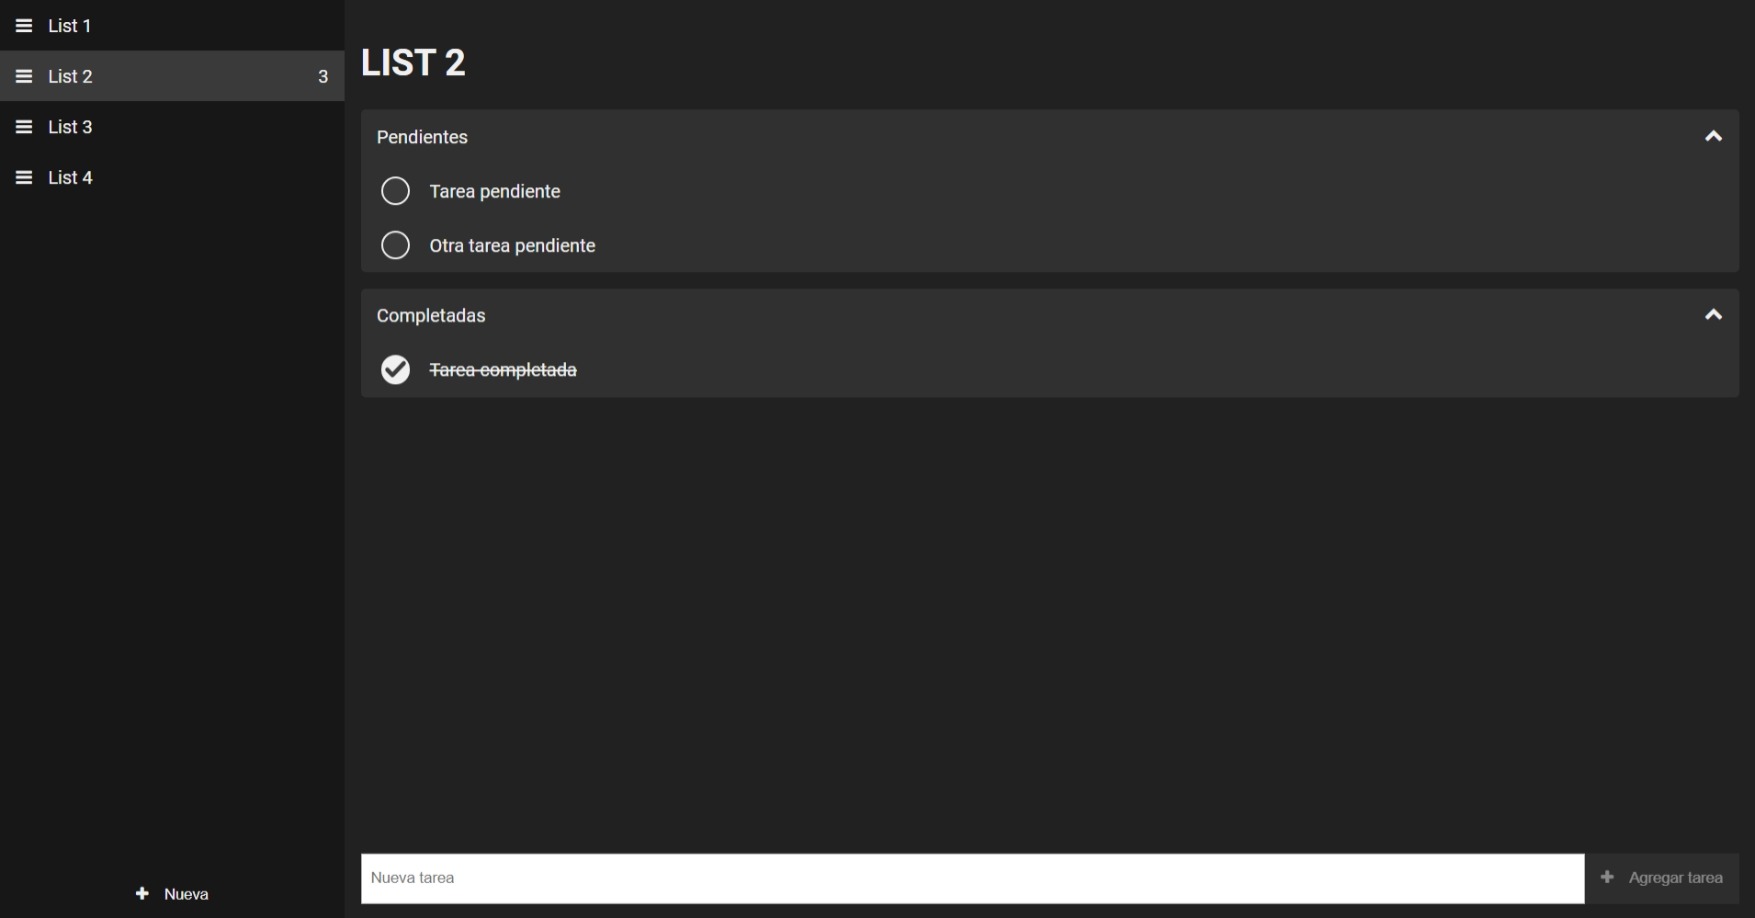 List 1
List 2 3
List 3
List 4
Nueva
LIST 2
Pendientes
Tarea pendiente
Otra tarea pendiente
Completadas
Tarea completada
Nueva tarea
Agregar tarea